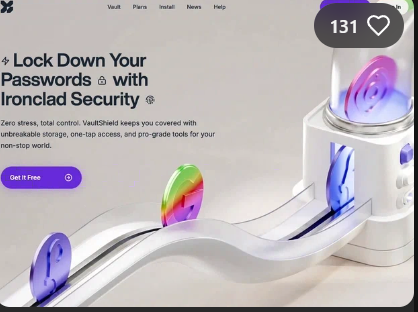 Vault Plans Install News Help
131
Lock Down Your
Passwords with
Ironclad Security
Zero stress, total control. VaultShield keeps you covered with
unbreakable storage, one-tap access, and pro-grade tools for your
non-stop world.
Get It Free